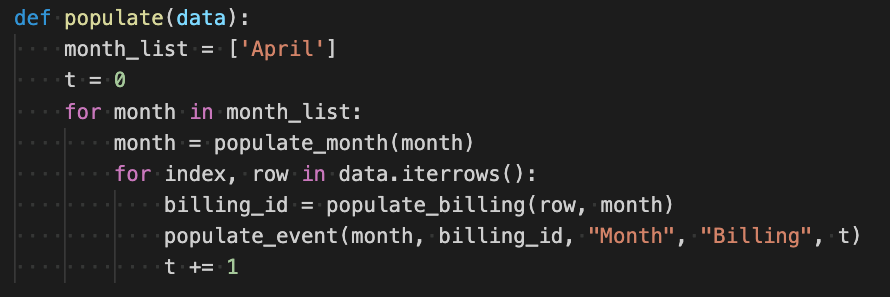 def populate(data):
    month_list = ['April']
    t = 0
    for month in month_list:
        month = populate_month(month)
        for index, row in data.iterrows():
            billing_id = populate_billing(row, month)
            populate_event(month, billing_id, "Month", "Billing", t)
            t += 1